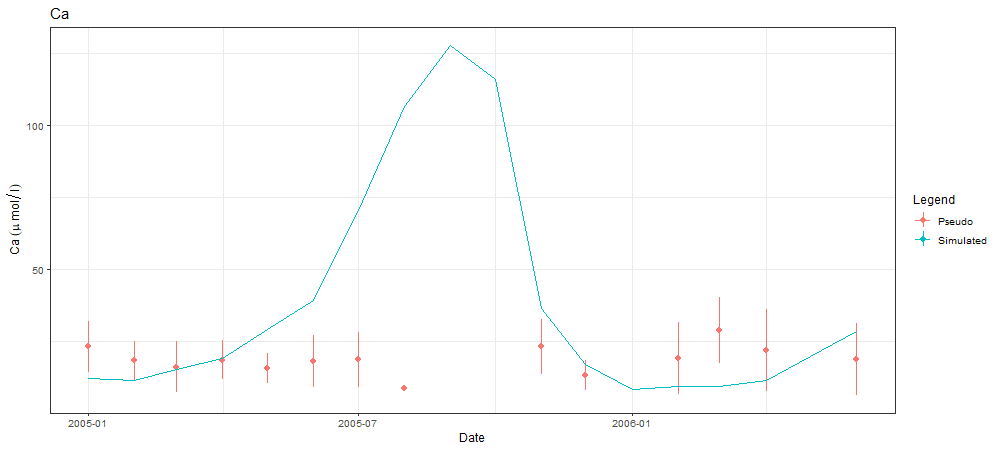 Ca
100
50
Ca (μ mol/ l)
2005-01
2005-07
2006-01
Date
Legend
Pseudo
Simulated